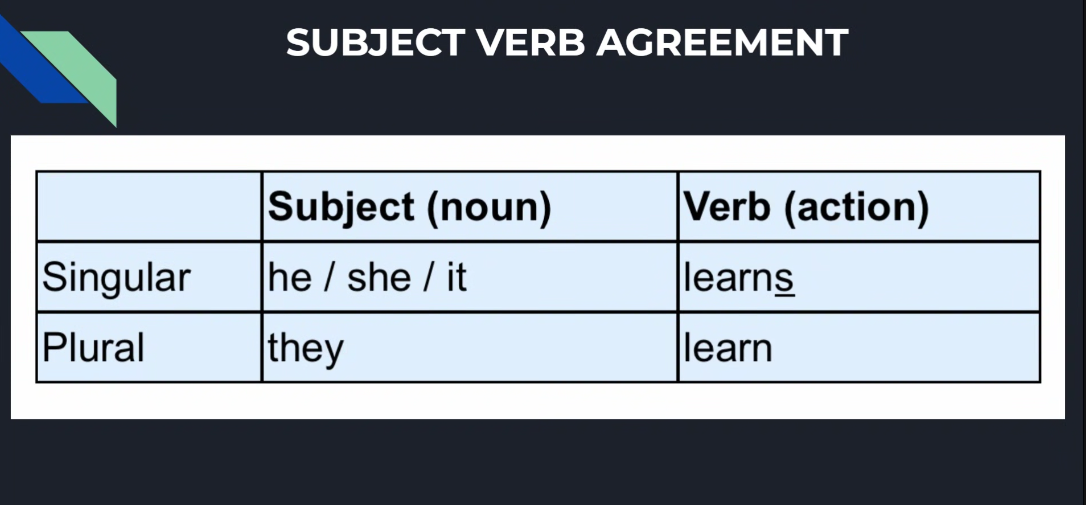 SUBJECT VERB AGREEMENT
Subject (noun) Verb (action)
Singular he / she / it learns
Plural they learn